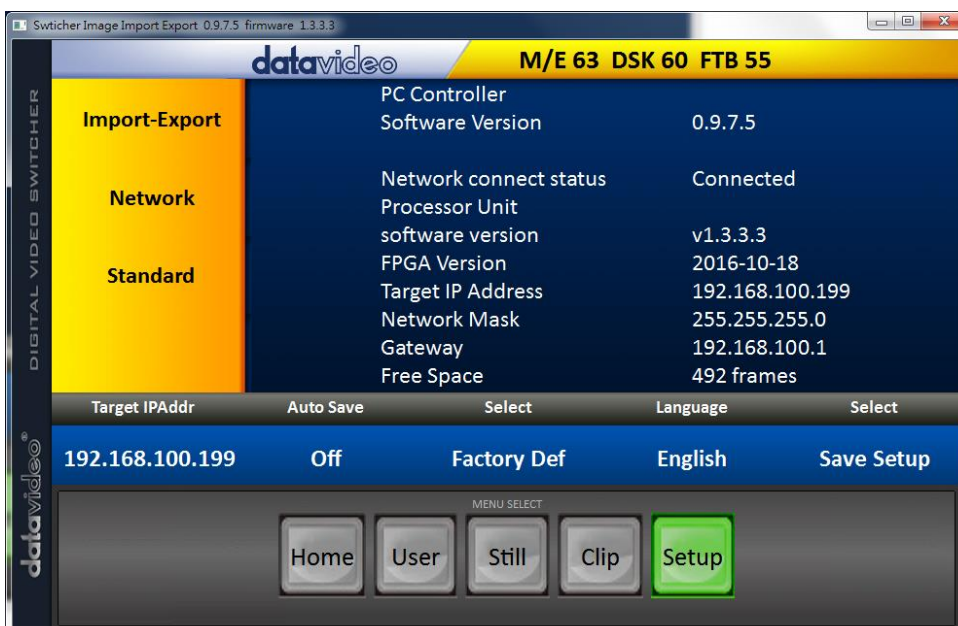 Swticher Image Import Export 0.9.7.5 firmware 1.3.3.3
datavideo
M/E 63 DSK 60 FTB 55
DIGITAL VIDEO SWITCHER
datavideo®
Import-Export
Network
Standard
PC Controller
Software Version 0.9.7.5
Network connect status Connected
Processor Unit
software version v1.3.3.3
FPGA Version 2016-10-18
Target IP Address 192.168.100.199
Network Mask 255.255.255.0
Gateway 192.168.100.1
Free Space 492 frames
Target IPAddr Auto Save Select Language Select
192.168.100.199 Off Factory Def English Save Setup
MENU SELECT
Home User Still Clip Setup